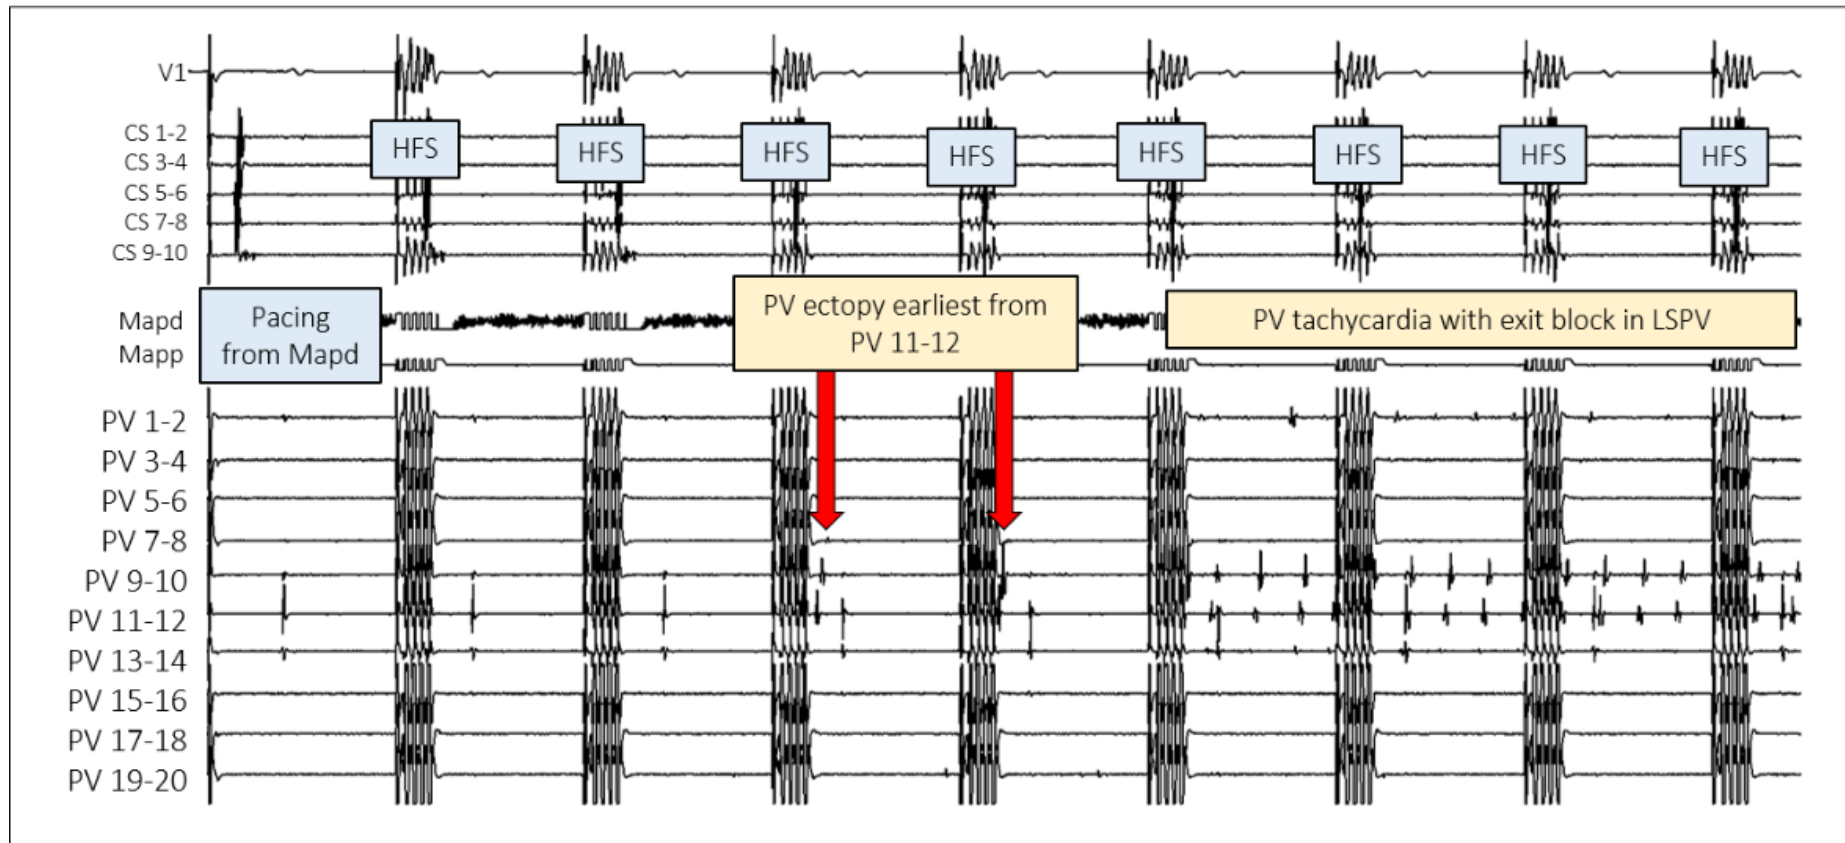 V1
CS 1-2
CS 3-4
CS 5-6
CS 7-8
CS 9-10
HFS
HFS
HFS
HFS
HFS
HFS
HFS
HFS
Mapd
Mapp
Pacing
from Mapd
PV ectopy earliest from
PV 11-12
PV tachycardia with exit block in LSPV
PV 1-2
PV 3-4
PV 5-6
PV 7-8
PV 9-10
PV 11-12
PV 13-14
PV 15-16
PV 17-18
PV 19-20